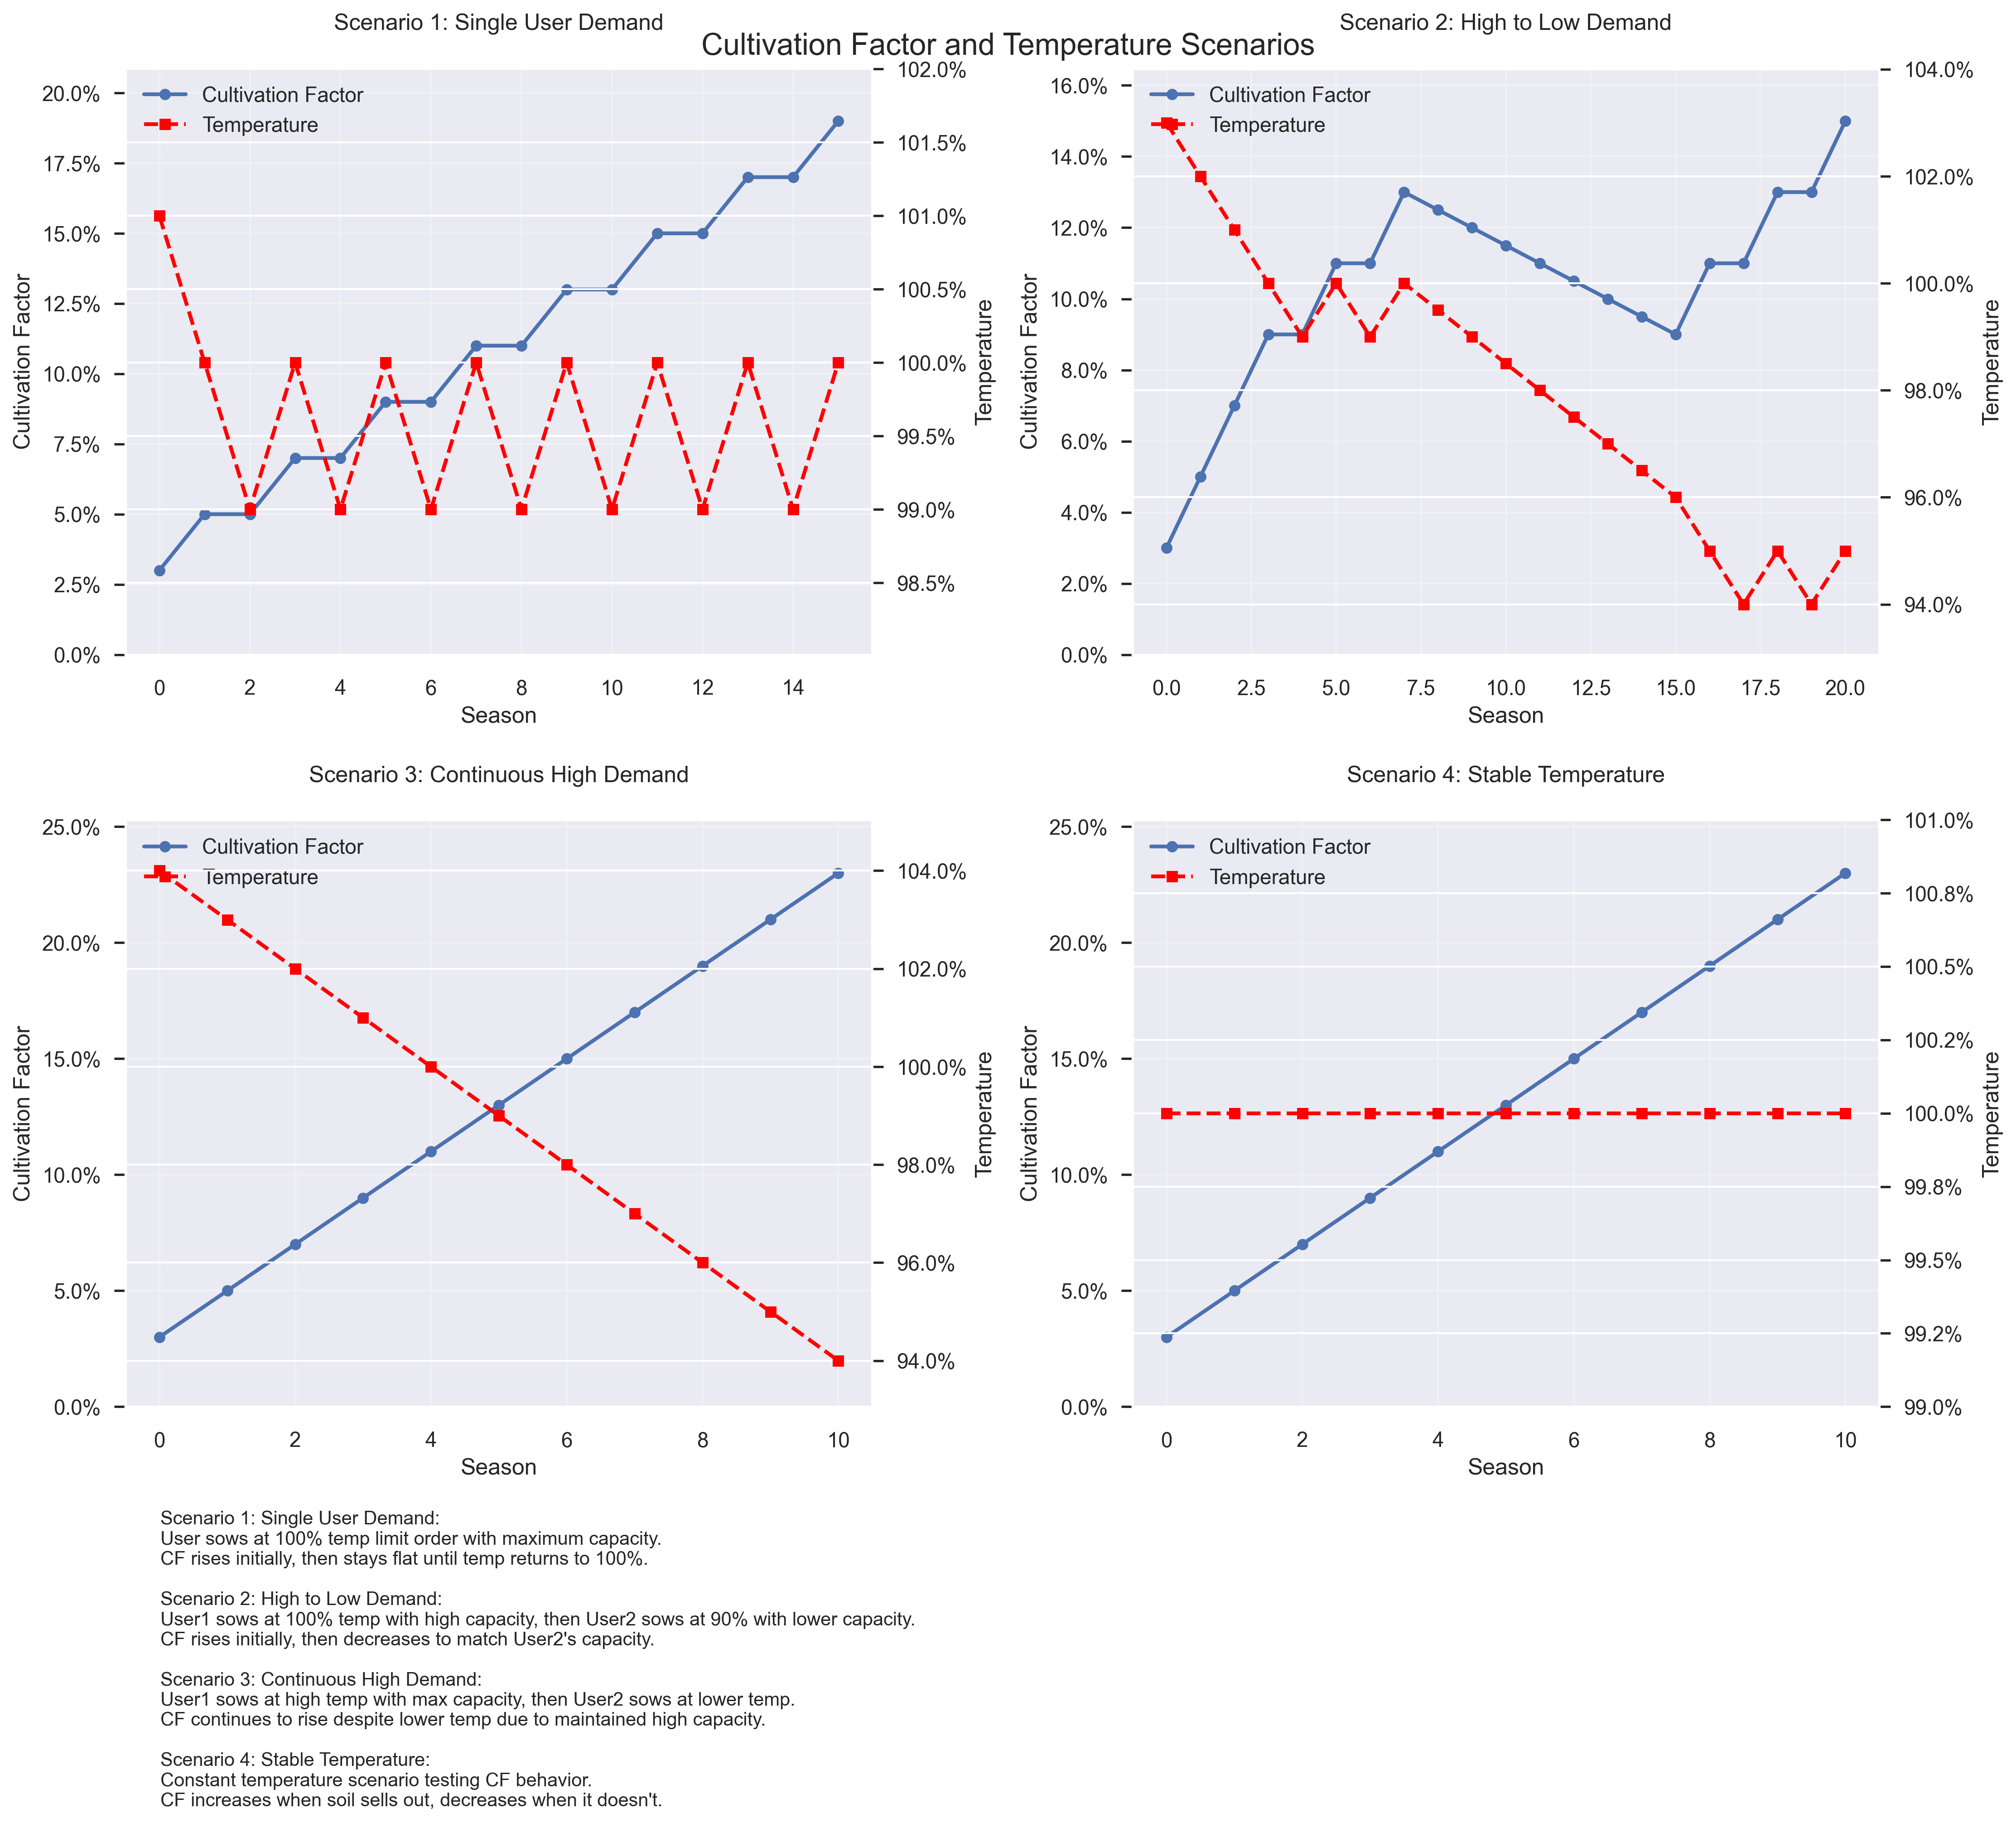 Scenario 1: Single User Demand
Scenario 2: High to Low Demand
Cultivation Factor and Temperature Scenarios
Cultivation Factor
Temperature
20.0%
17.5%
15.0%
12.5%
10.0%
7.5%
5.0%
2.5%
0.0%
Cultivation Factor
102.0%
101.5%
101.0%
100.5%
100.0%
99.5%
99.0%
98.5%
Temperature
0 2 4 6 8 10 12 14
Season
Cultivation Factor
Temperature
16.0%
14.0%
12.0%
10.0%
8.0%
6.0%
4.0%
2.0%
0.0%
Cultivation Factor
104.0%
102.0%
100.0%
98.0%
96.0%
94.0%
Temperature
0.0 2.5 5.0 7.5 10.0 12.5 15.0 17.5 20.0
Season
Scenario 3: Continuous High Demand
Cultivation Factor
Temperature
25.0%
20.0%
15.0%
10.0%
5.0%
0.0%
Cultivation Factor
104.0%
102.0%
100.0%
98.0%
96.0%
94.0%
Temperature
0 2 4 6 8 10
Season
Scenario 4: Stable Temperature
Cultivation Factor
Temperature
25.0%
20.0%
15.0%
10.0%
5.0%
0.0%
Cultivation Factor
101.0%
100.8%
100.5%
100.2%
100.0%
99.8%
99.5%
99.2%
99.0%
Temperature
0 2 4 6 8 10
Season
Scenario 1: Single User Demand:
User sows at 100% temp limit order with maximum capacity.
CF rises initially, then stays flat until temp returns to 100%.
Scenario 2: High to Low Demand:
User1 sows at 100% temp with high capacity, then User2 sows at 90% with lower capacity.
CF rises initially, then decreases to match User2's capacity.
Scenario 3: Continuous High Demand:
User1 sows at high temp with max capacity, then User2 sows at lower temp.
CF continues to rise despite lower temp due to maintained high capacity.
Scenario 4: Stable Temperature:
Constant temperature scenario testing CF behavior.
CF increases when soil sells out, decreases when it doesn't.